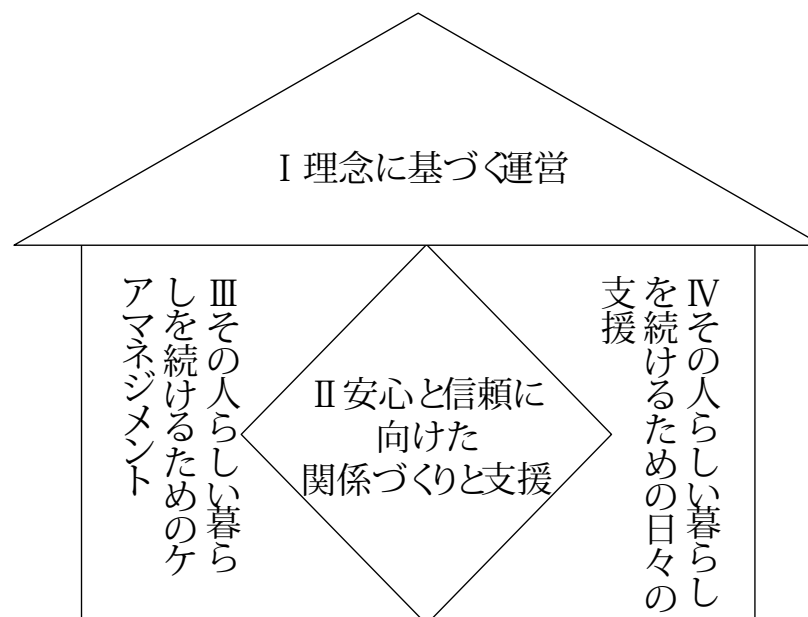 Ⅰ 理念に基づく運営
Ⅱ 安心と信頼に
向けた
関係づくりと支援
Ⅲその人らしい暮ら
しを続けるためのケ
アマネジメント
Ⅳその人らしい暮らし
を続けるための日々の
支援